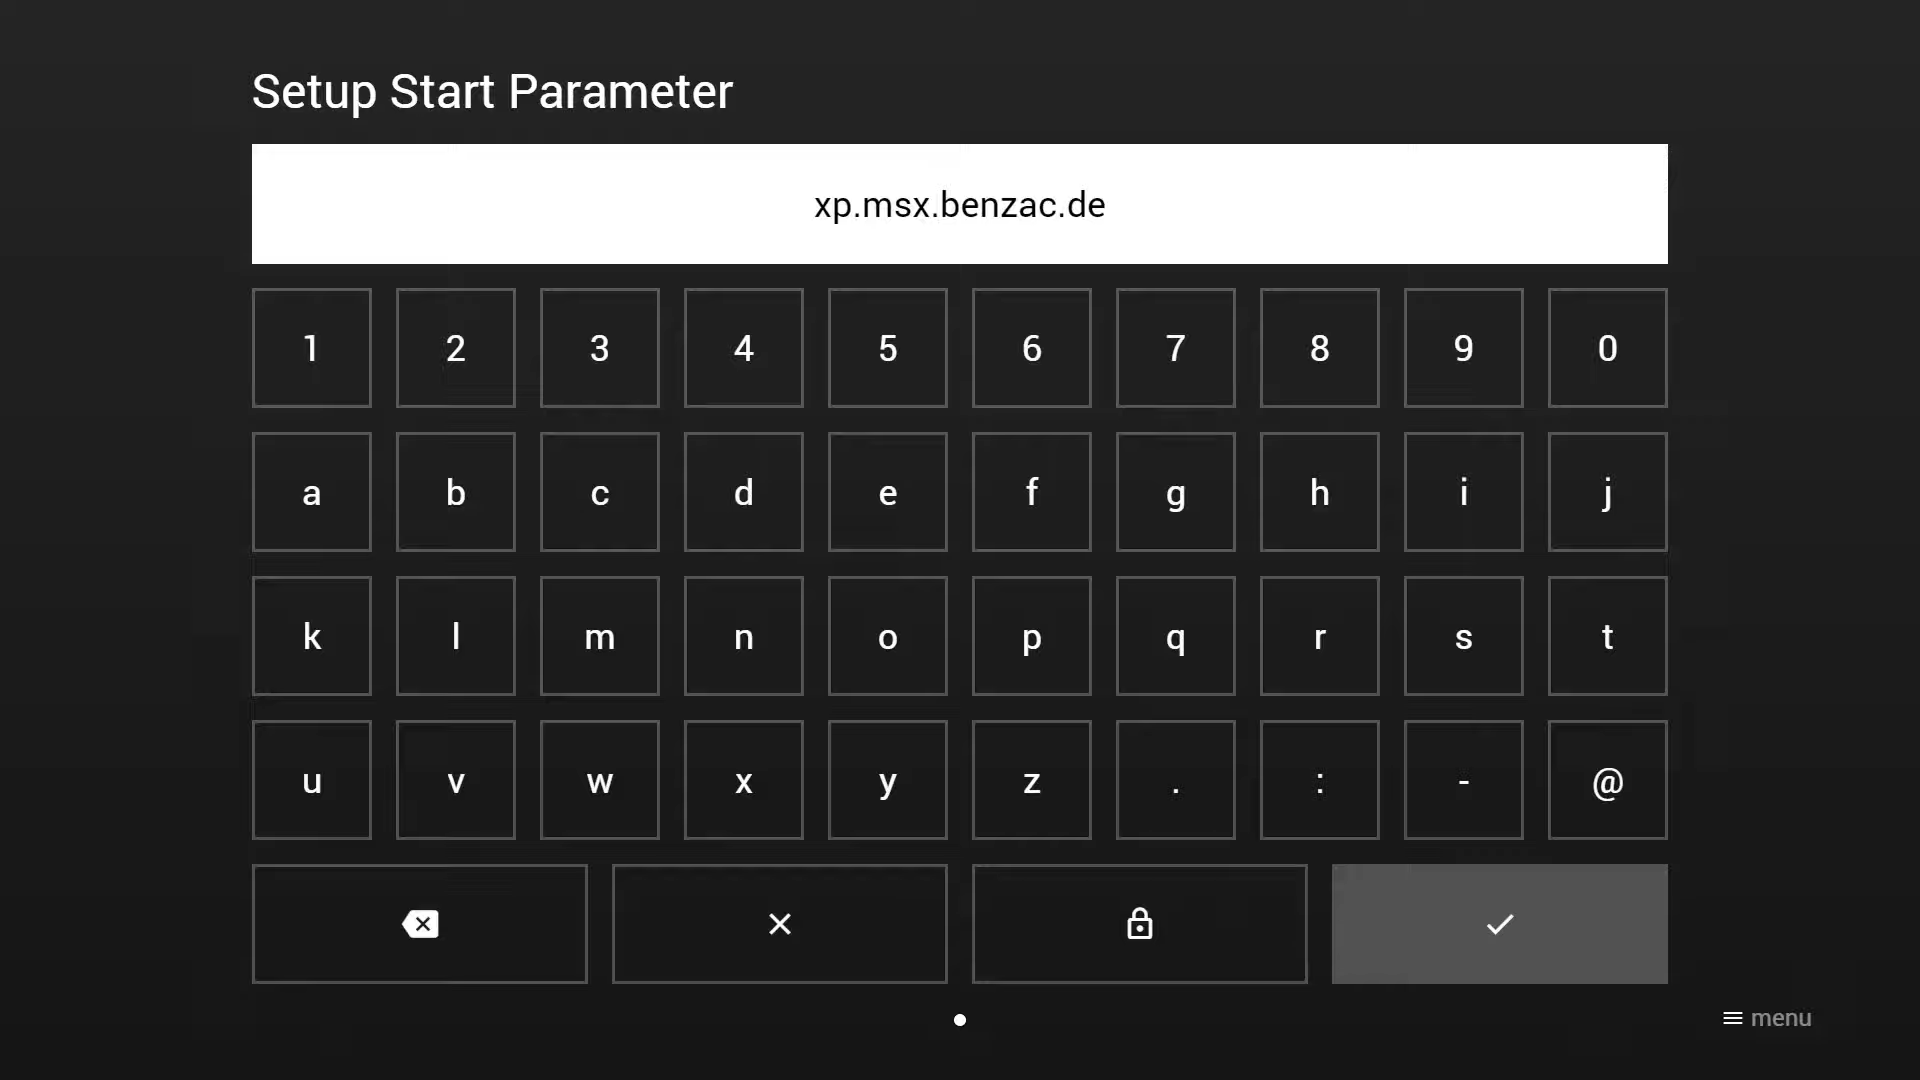 Setup Start Parameter
xp.msx.benzac.de
1 2 3 4 5 6 7 8 9 0
a b c d e f g h i j
k l m n o p q r s t
u v w x y z . : - @
menu